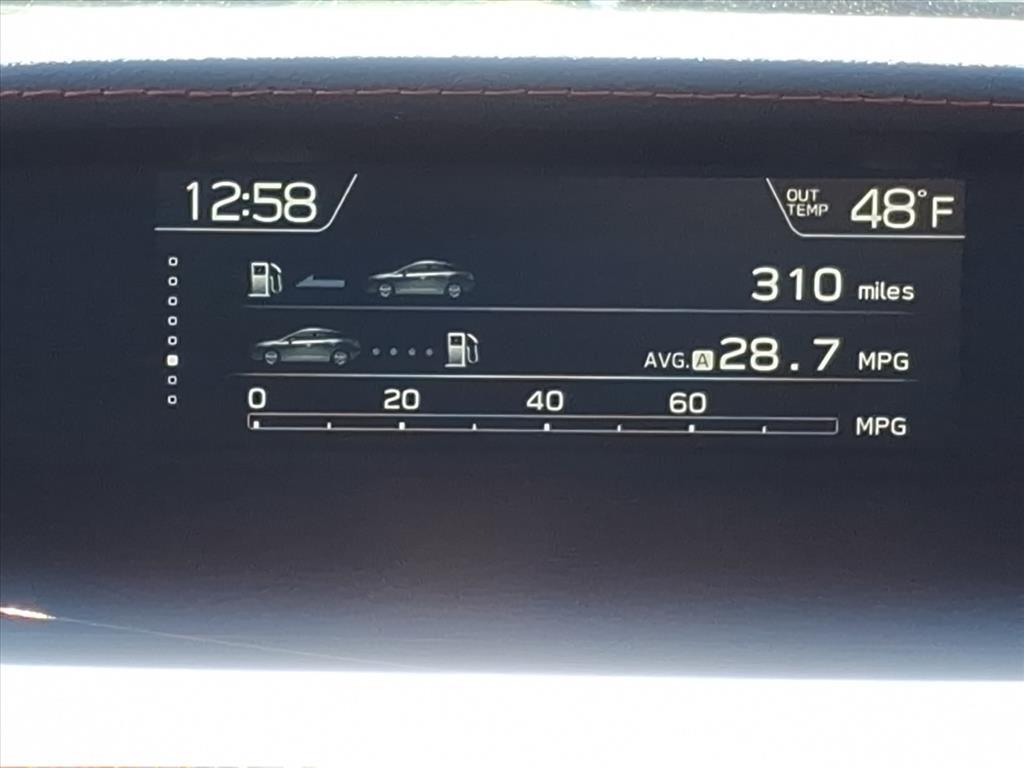 12:58
OUT TEMP 48°F
310 miles
AVG. A 28.7 MPG
0 20 40 60
MPG